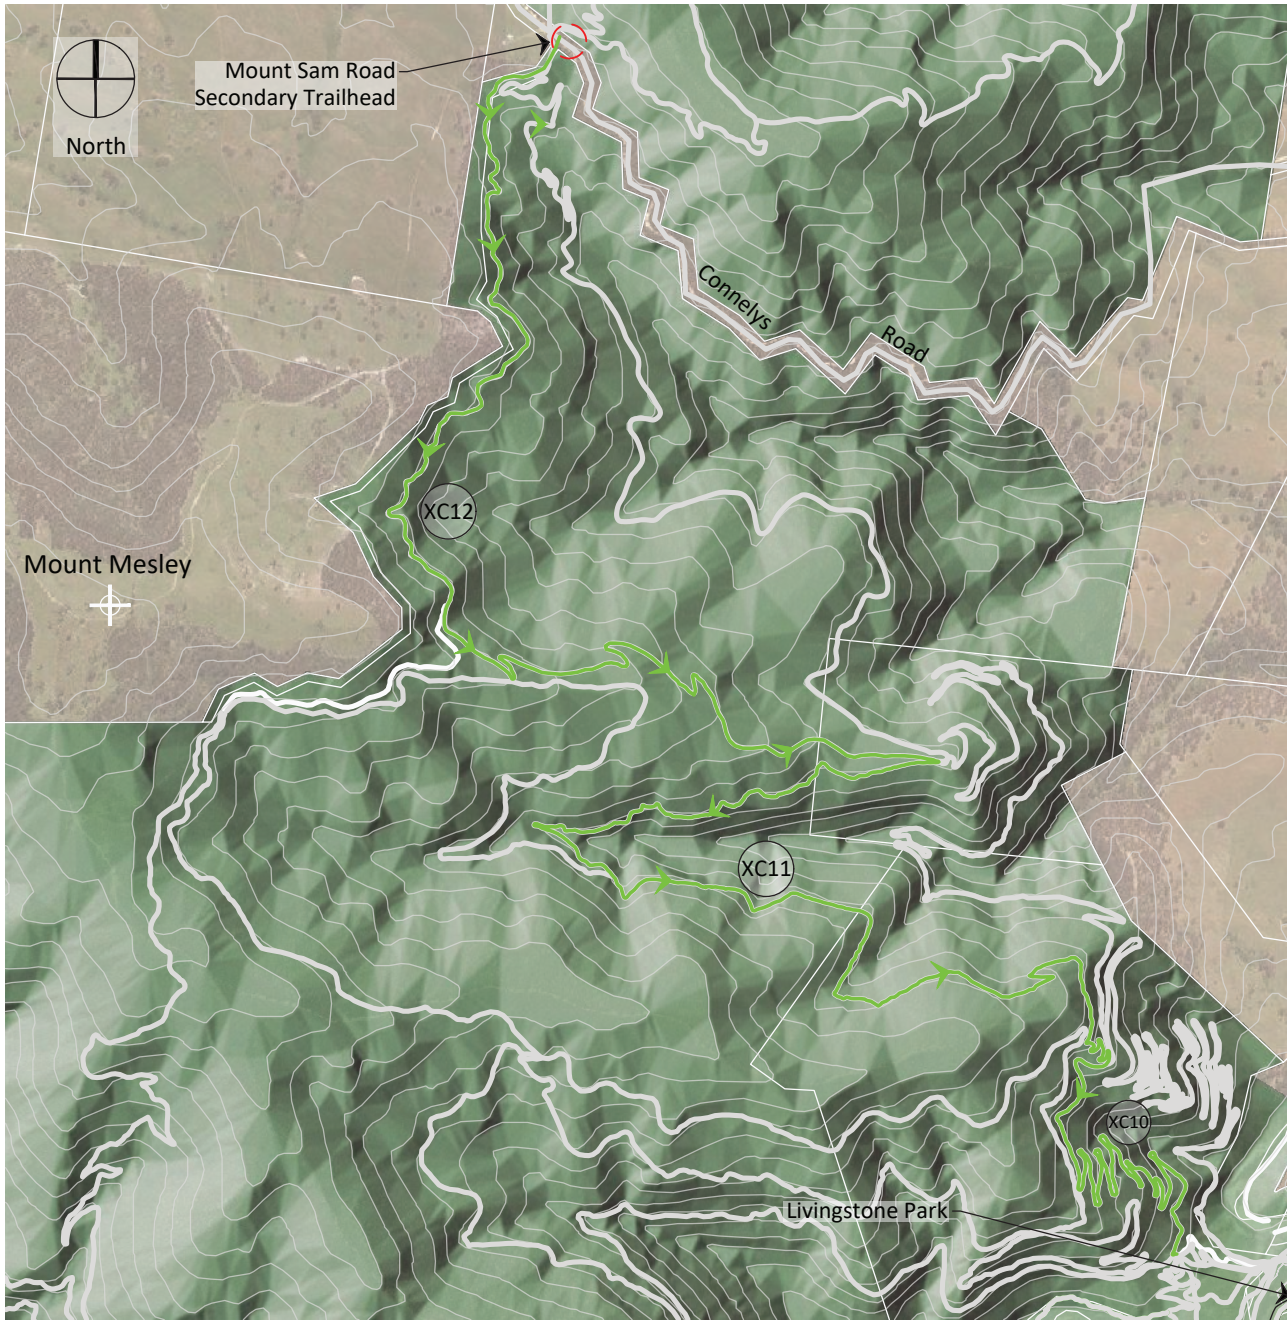 Mount Sam Road
Secondary Trailhead
North
Connelys
Road
XC12
Mount Mesley
XC11
XC10
Livingstone Park